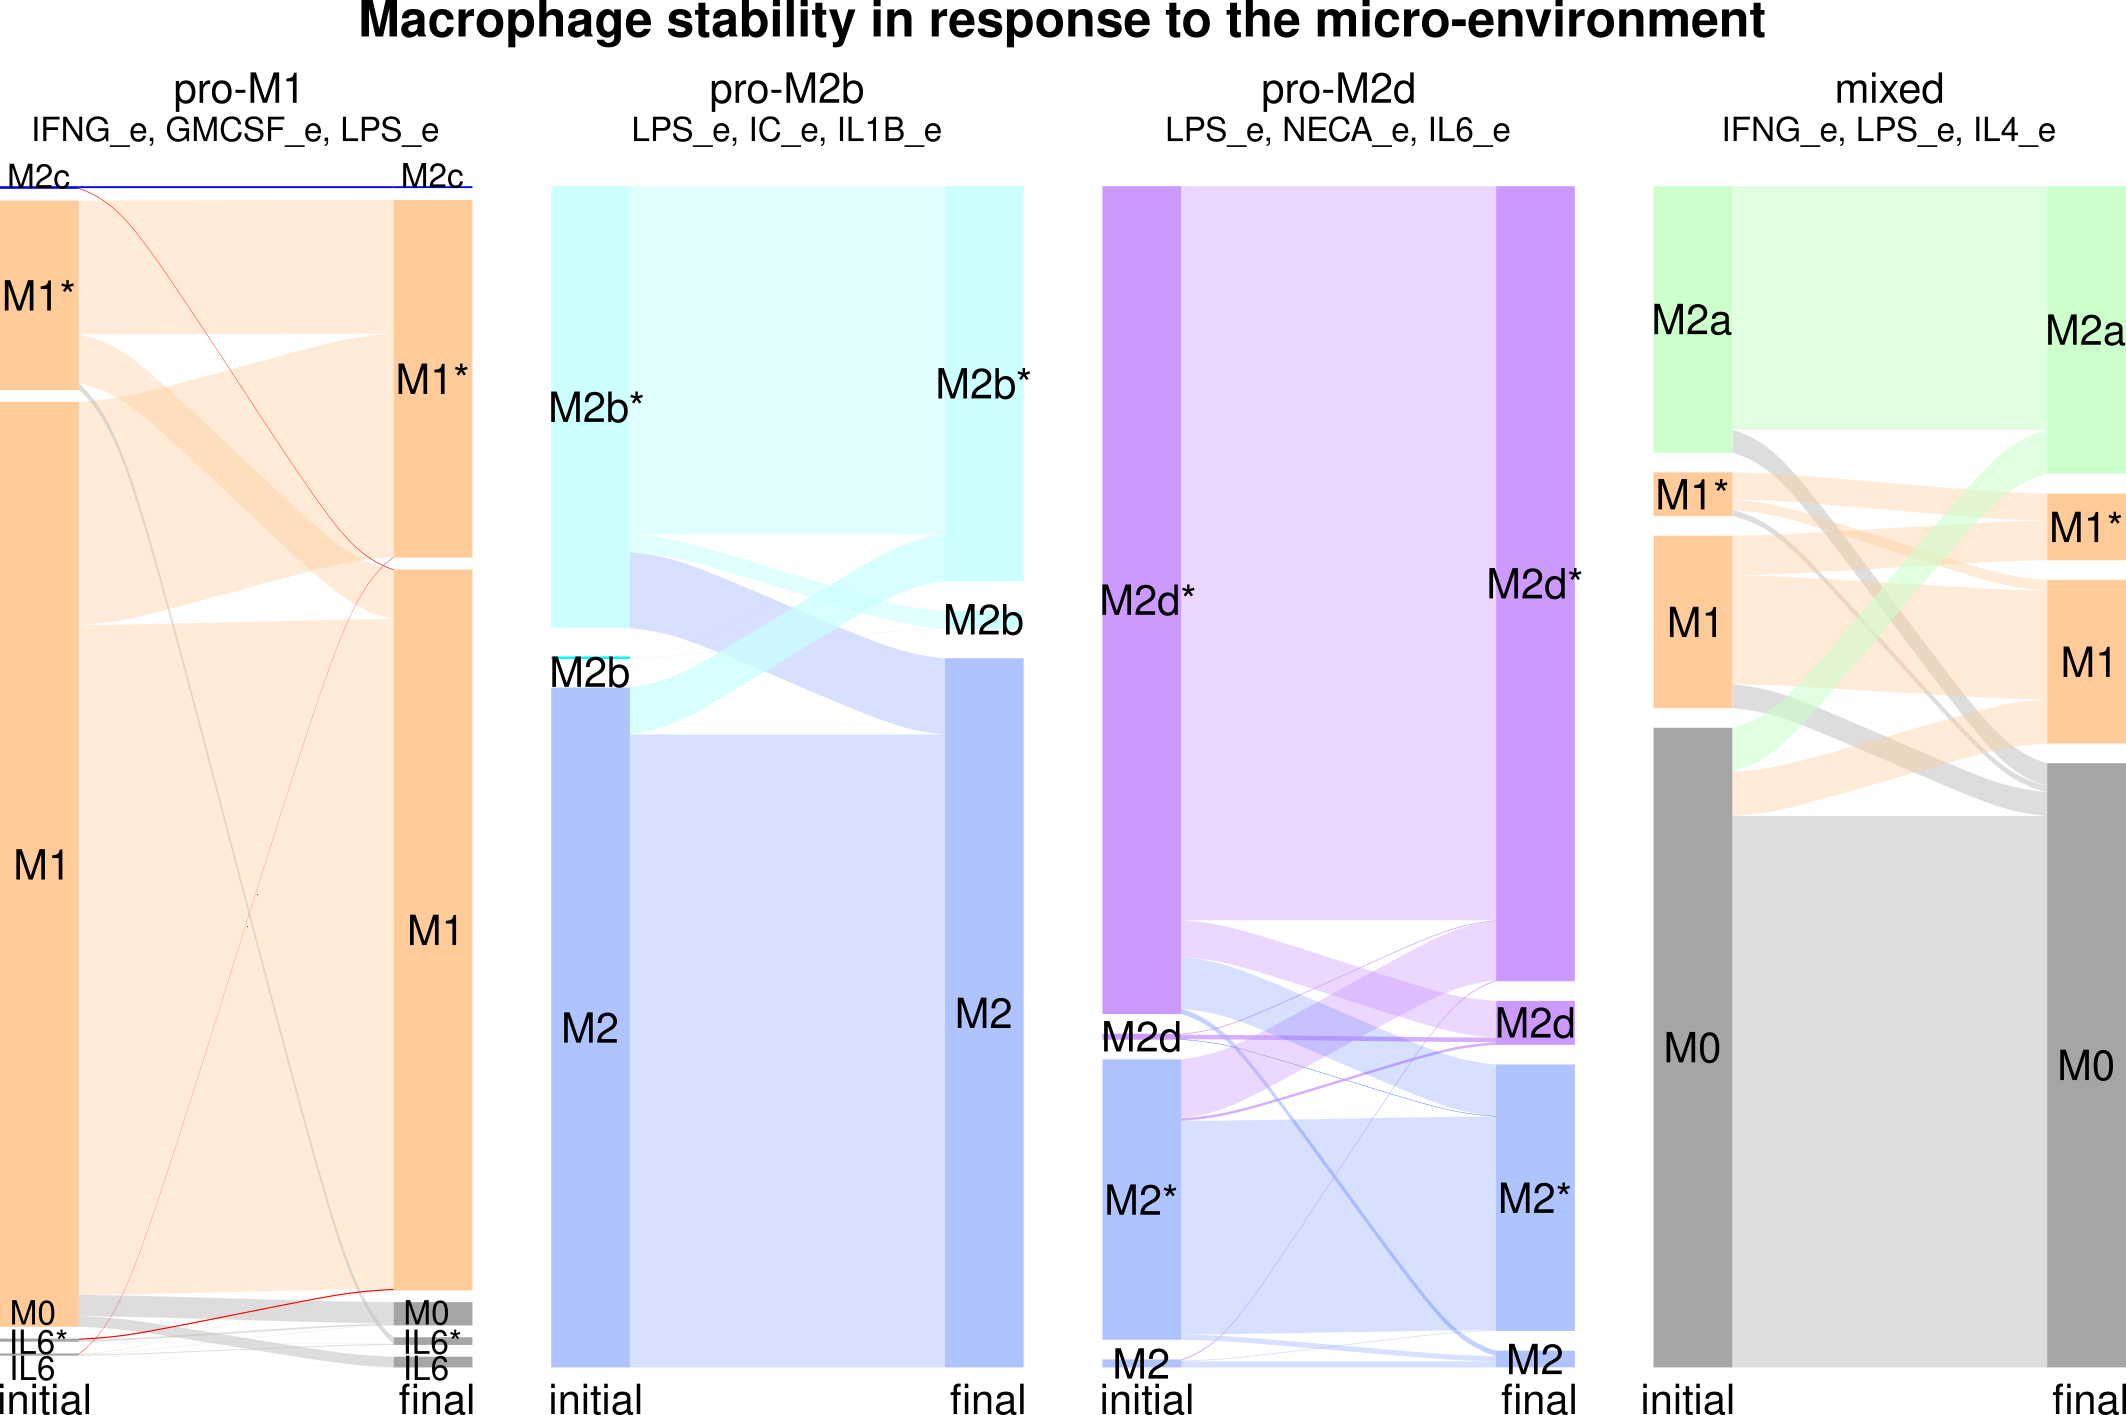 Macrophage stability in response to the micro-environment
pro-M1
IFNG_e, GMCSF_e, LPS_e
M2c
M1*
M1
M0
IL6*
IL6
initial
M2c
M1*
M1
M0
IL6*
IL6
final
pro-M2b
LPS_e, IC_e, IL1B_e
M2b*
M2b
M2
initial
M2b*
M2b
M2
final
pro-M2d
LPS_e, NECA_e, IL6_e
M2d*
M2d
M2*
M2
initial
M2d*
M2d
M2*
M2
final
mixed
IFNG_e, LPS_e, IL4_e
M2a
M1*
M1
M0
initial
M2a
M1*
M1
M0
final